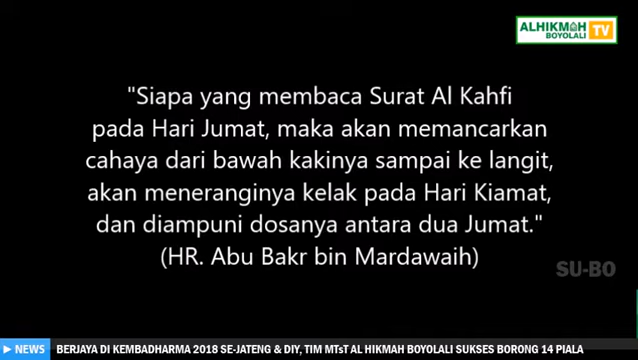 ALHIKMAH
BOYOLALI
TV
"Siapa yang membaca Surat Al Kahfi
pada Hari Jumat, maka akan memancarkan
cahaya dari bawah kakinya sampai ke langit,
akan meneranginya kelak pada Hari Kiamat,
dan diampuni dosanya antara dua Jumat."
(HR. Abu Bakr bin Mardawaih)
SU-BO
NEWS BERJAYA DI KEMBADHARMA 2018 SE-JATENG & DIY, TIM MTsT AL HIKMAH BOYOLALI SUKSES BORONG 14 PIALA